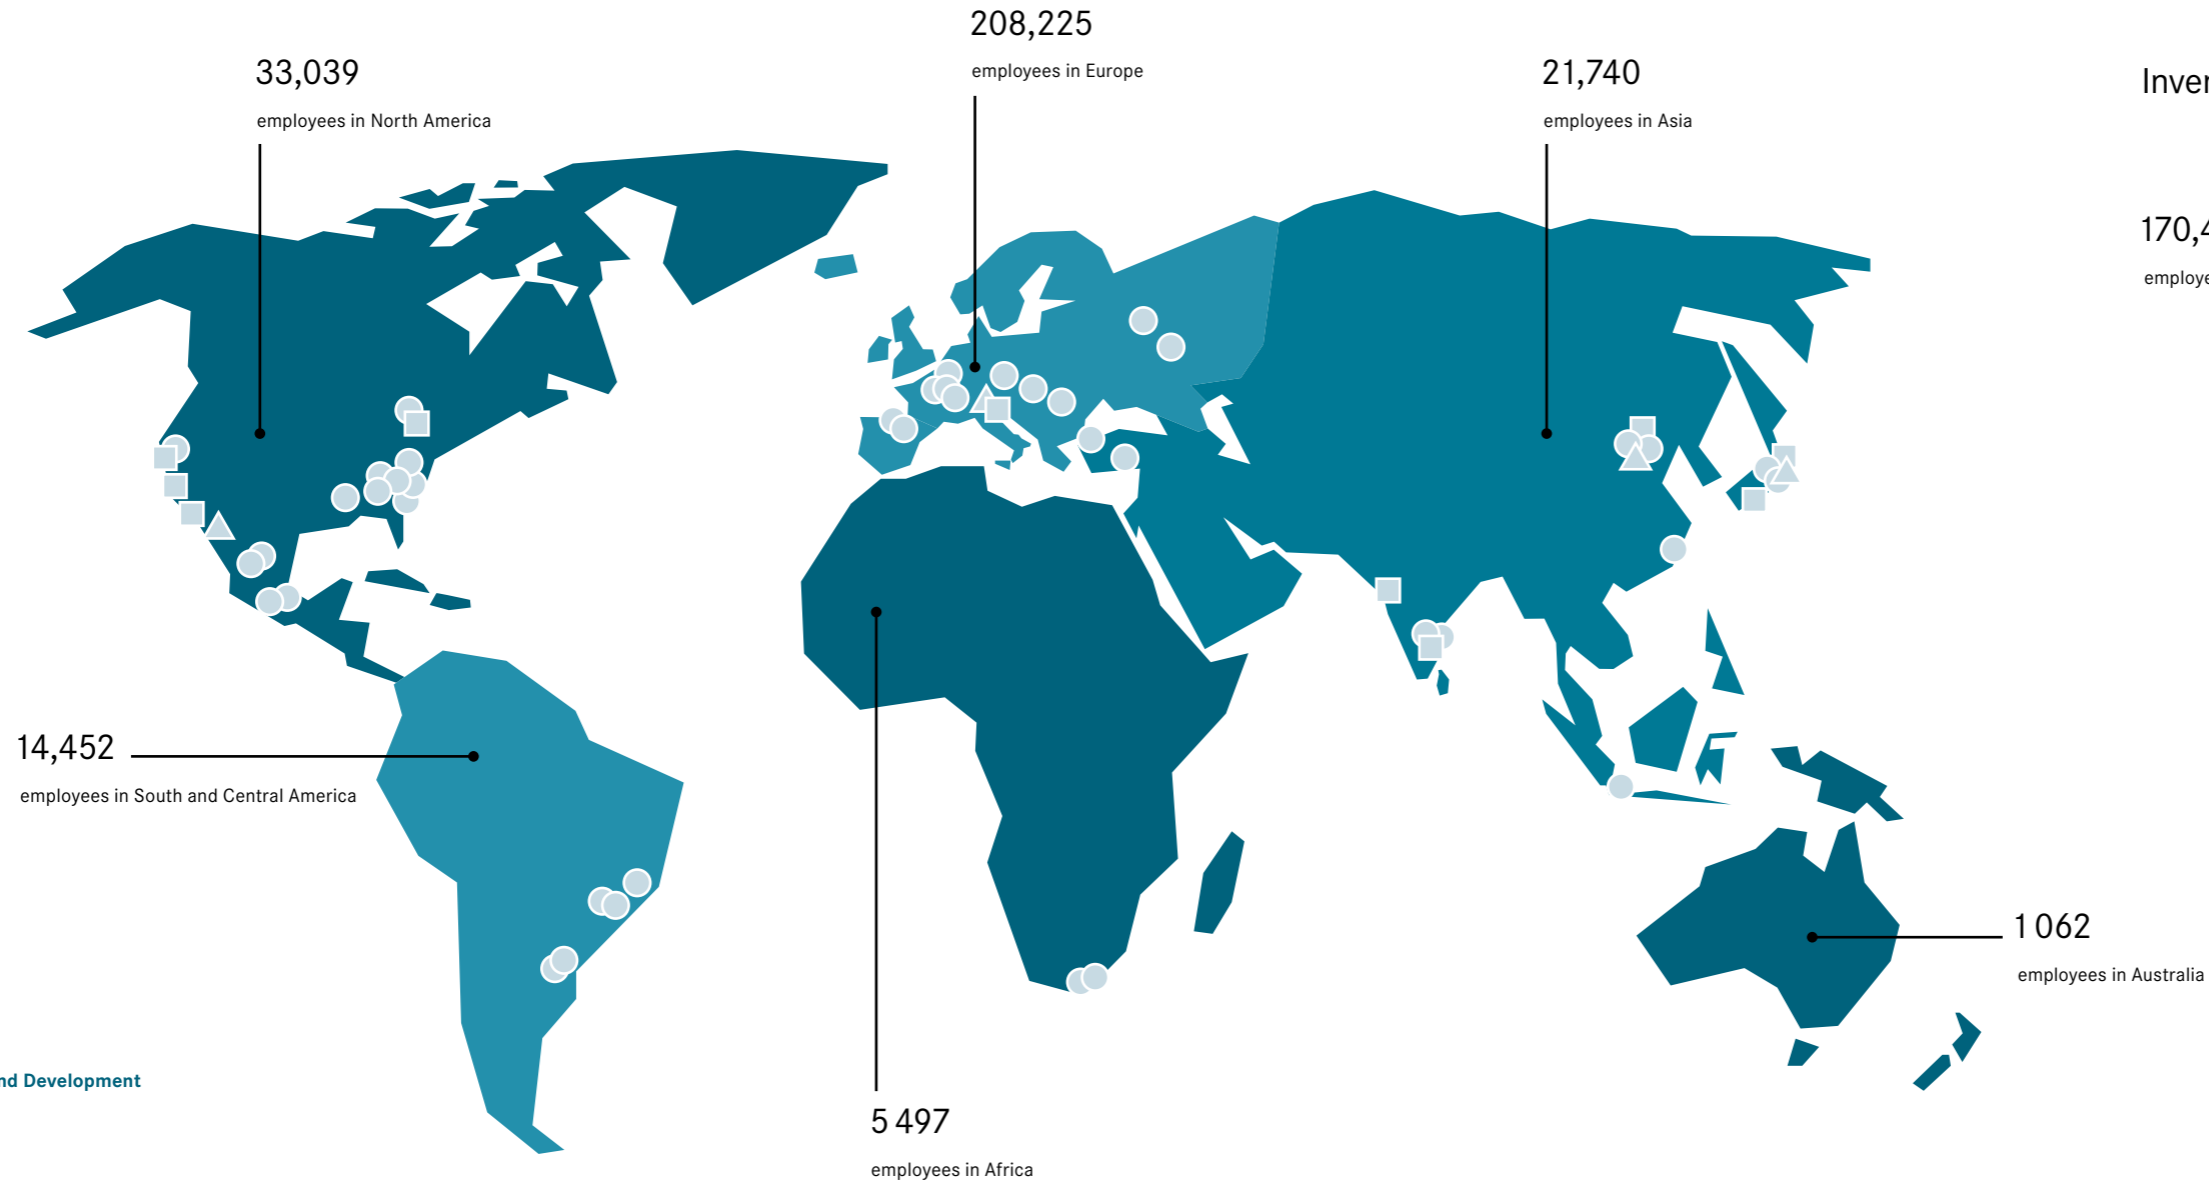 208,225
employees in Europe
33,039
employees in North America
21,740
employees in Asia
14,452
employees in South and Central America
1 062
employees in Australia
Development
5 497
employees in Africa